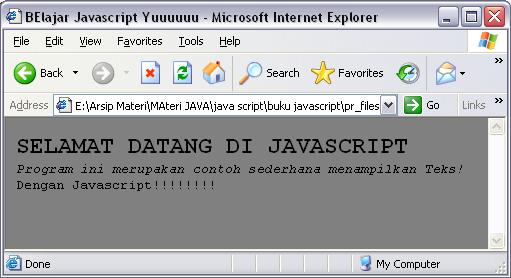 BElajar Javascript Yuuuuuu - Microsoft Internet Explorer
File Edit View Favorites Tools Help
Back Search Favorites
Address E:\Arsip Materi\MAteri JAVA\java script\buku javascript\pr_files Go Links
SELAMAT DATANG DI JAVASCRIPT
Program ini merupakan contoh sederhana menampilkan Teks!
Dengan Javascript!!!!!!!!
Done My Computer